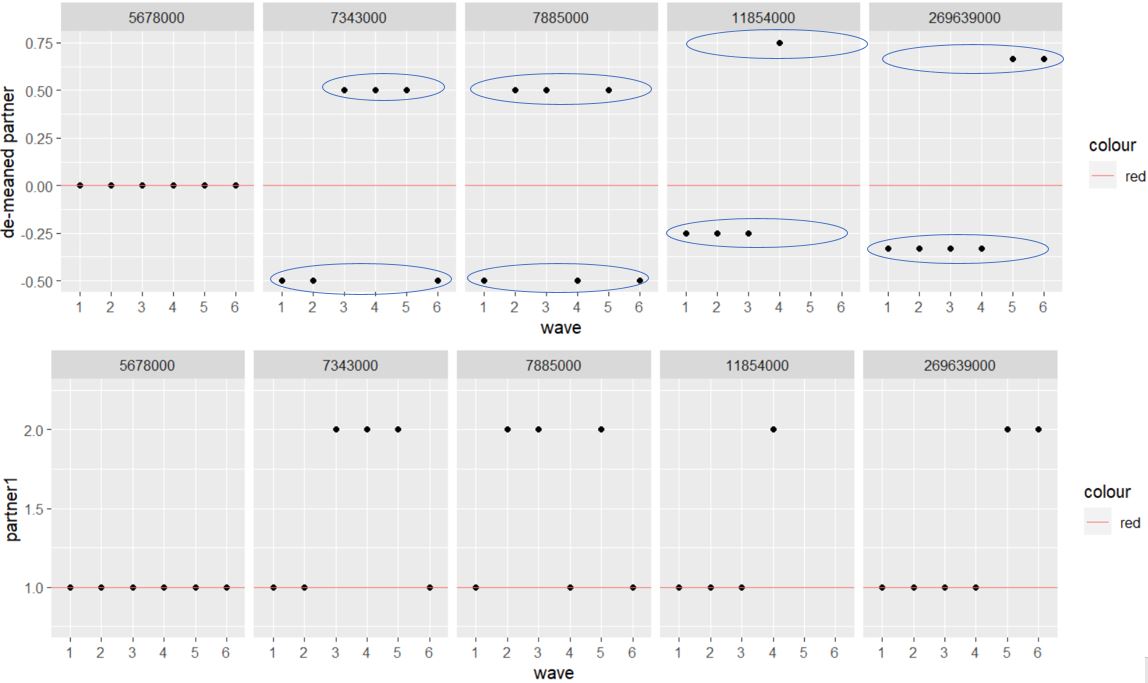 5678000 7343000 7885000 11854000 269639000
0.75
0.50
0.25
0.00
-0.25
-0.50
de-meaned partner
1 2 3 4 5 6 1 2 3 4 5 6 1 2 3 4 5 6 1 2 3 4 5 6 1 2 3 4 5 6
wave
colour
red
5678000 7343000 7885000 11854000 269639000
2.0
1.5
1.0
partner1
1 2 3 4 5 6 1 2 3 4 5 6 1 2 3 4 5 6 1 2 3 4 5 6 1 2 3 4 5 6
wave
colour
red